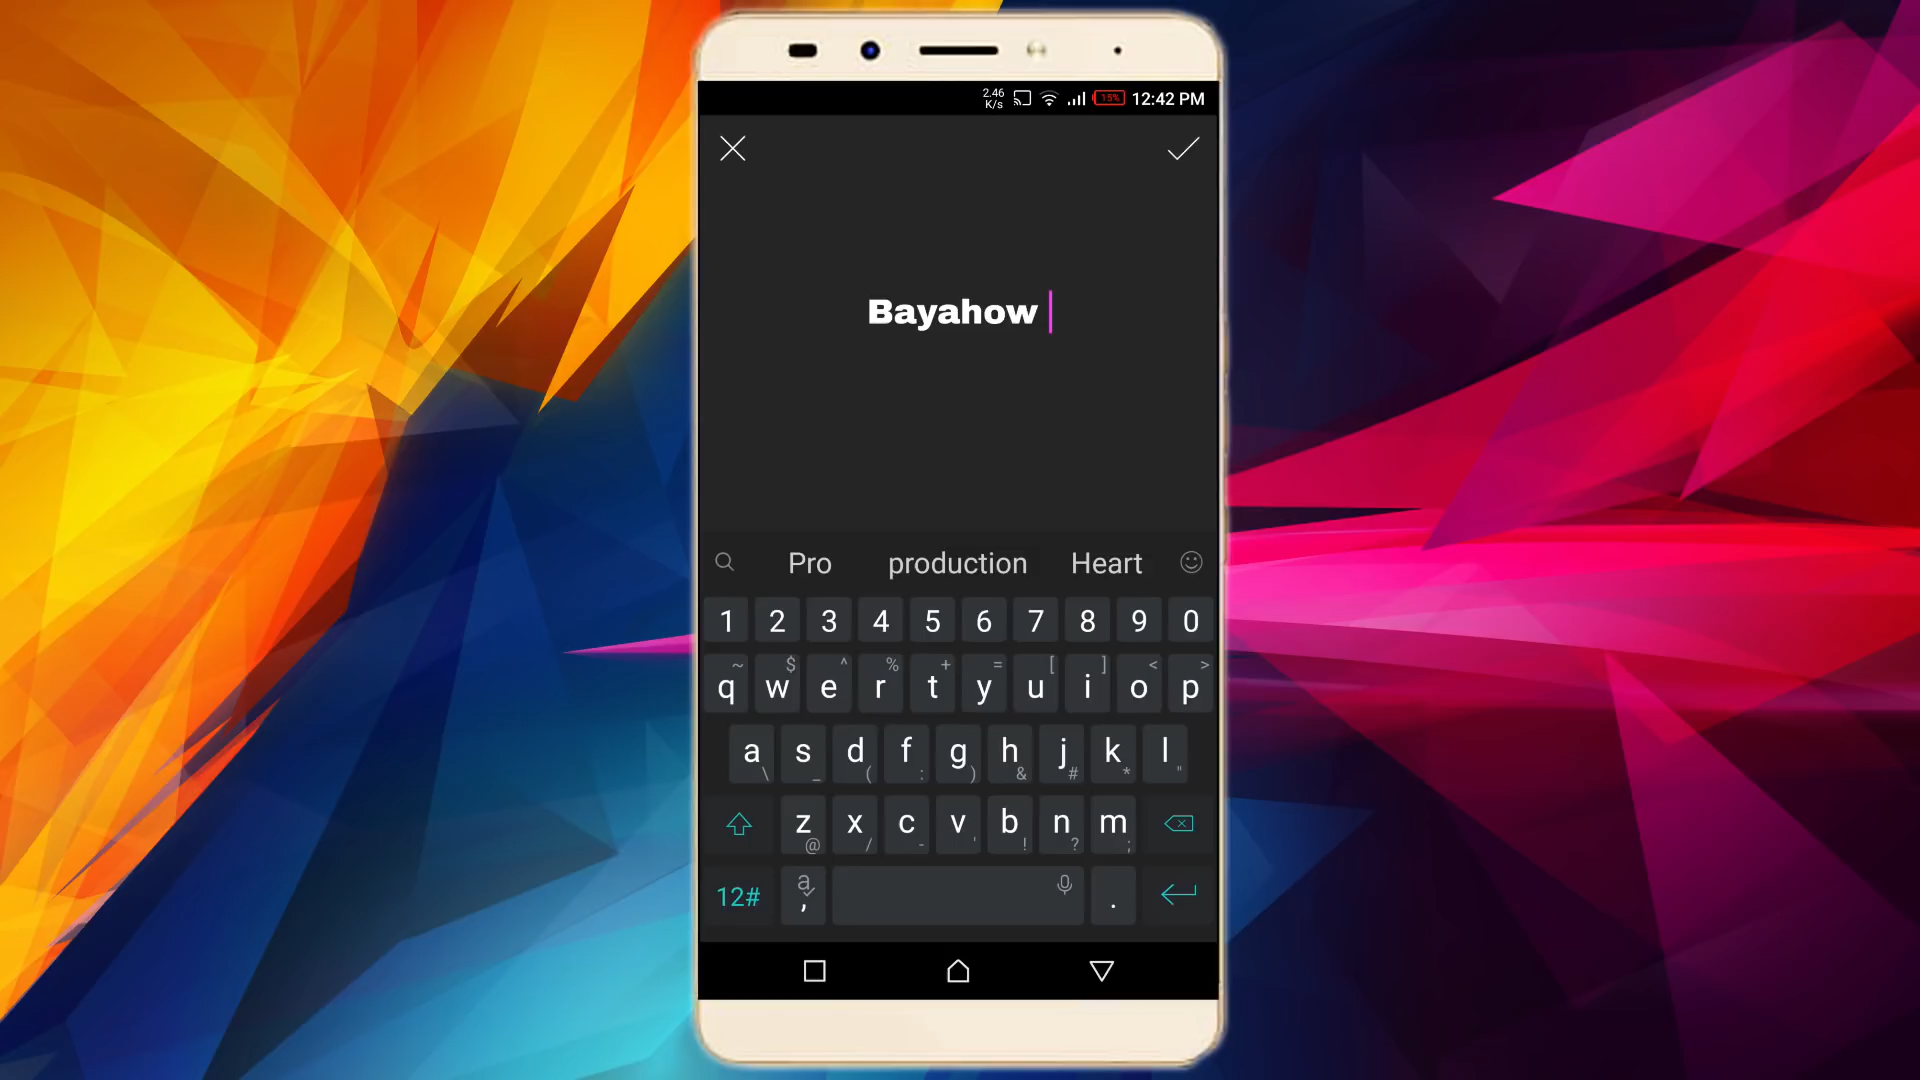 2.46
K/s
15%
12:42 PM
Bayahow
Pro production Heart
1 2 3 4 5 6 7 8 9 0
~ $ ^ % + = [ ] < >
q w e r t y u i o p
a s d f g h j k l
\ _ ( : ) & # * "
z x c v b n m
@ / - ' ! ? ;
12# a , .